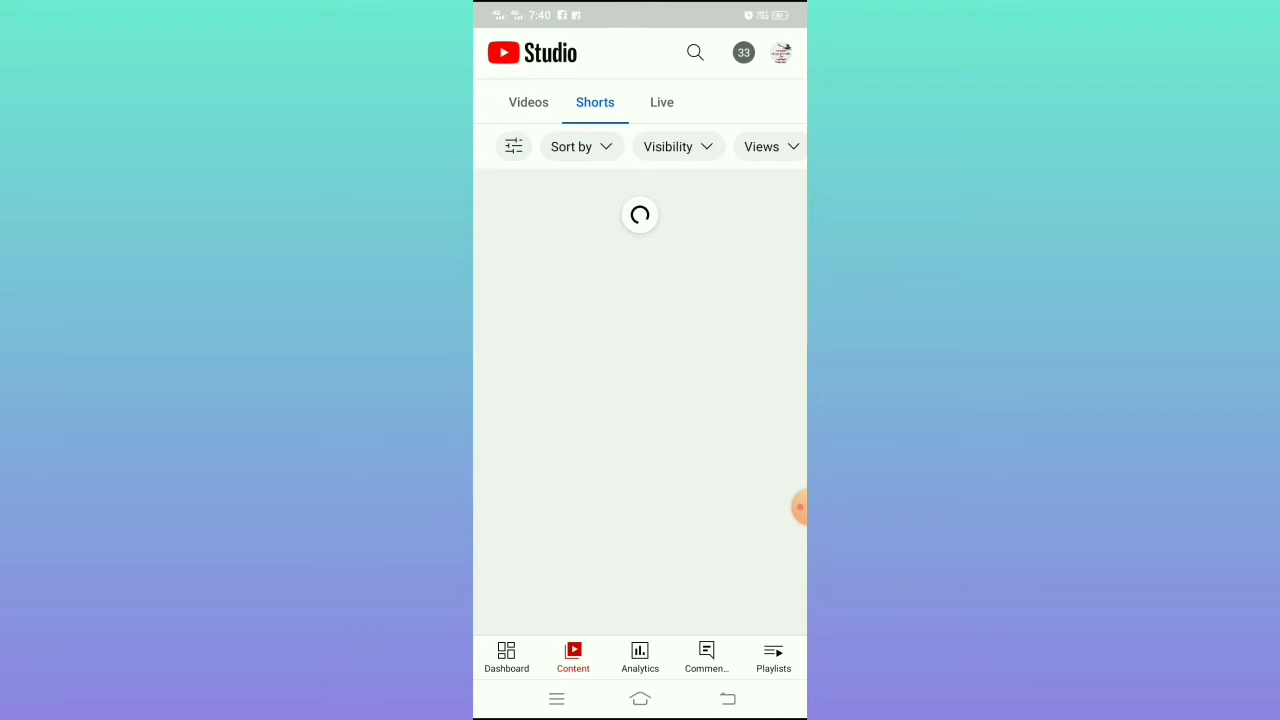 7:40
Studio
33
Videos Shorts Live
Sort by Visibility Views
Dashboard Content Analytics Commen... Playlists